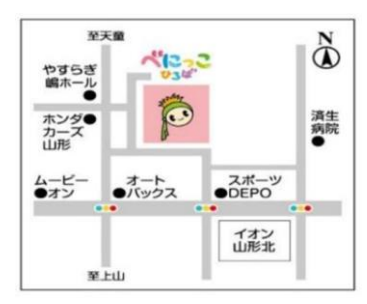 至天童
べにっこ
ひろば
N
やすらぎ
嶋ホール
ホンダ
カーズ
山形
済生
病院
ムービー
オン
オート
バックス
スポーツ
DEPO
イオン
山形北
至上山